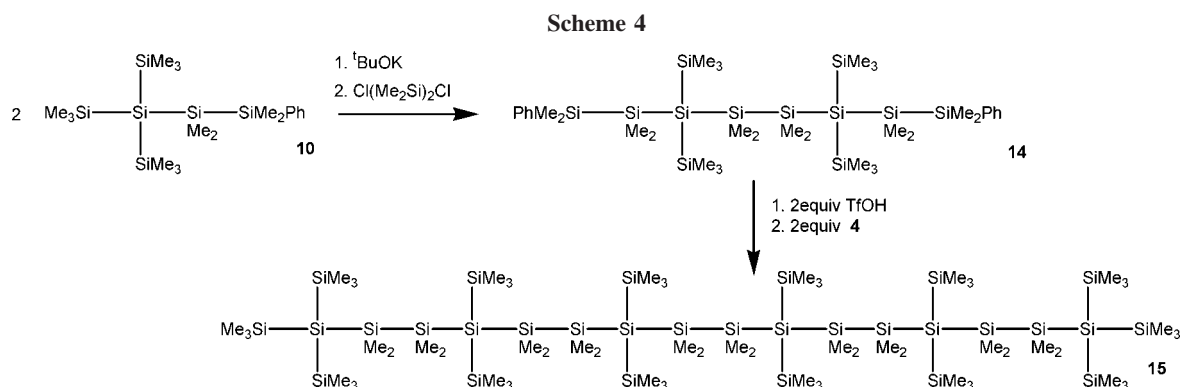 Scheme 4
SiMe₃
2 Me₃Si Si Si SiMe₂Ph
Me₂
SiMe₃
10
1. ᵗBuOK
2. Cl(Me₂Si)₂Cl
SiMe₃ SiMe₃
PhMe₂Si Si Si Si Si Si Si SiMe₂Ph
Me₂ Me₂ Me₂ Me₂
SiMe₃ SiMe₃
14
1. 2equiv TfOH
2. 2equiv 4
SiMe₃ SiMe₃ SiMe₃ SiMe₃ SiMe₃ SiMe₃
Me₃Si Si Si Si Si Si Si Si Si Si Si Si Si Si Si Si Si SiMe₃
Me₂ Me₂ Me₂ Me₂ Me₂ Me₂ Me₂ Me₂ Me₂ Me₂
SiMe₃ SiMe₃ SiMe₃ SiMe₃ SiMe₃ SiMe₃
15